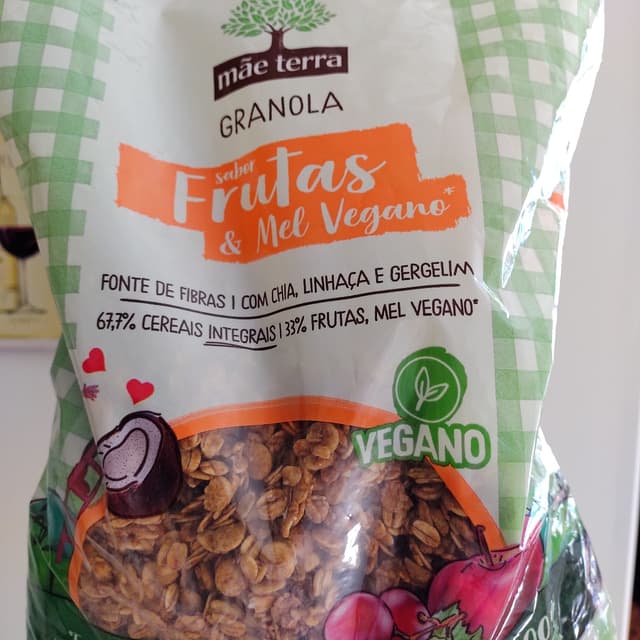 mãe terra
GRANOLA
sabor
Frutas
& Mel Vegano*
FONTE DE FIBRAS | COM CHIA, LINHAÇA E GERGELIM
67,7% CEREAIS INTEGRAIS | 33% FRUTAS, MEL VEGANO*
VEGANO